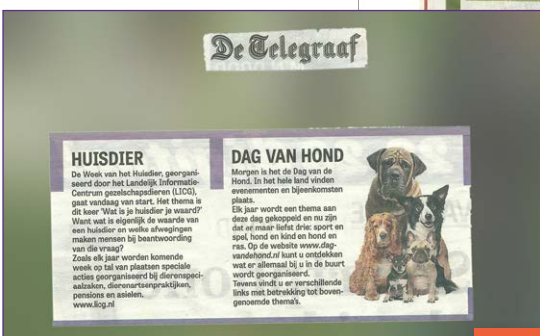 De Telegraaf
HUISDIER
De Week van het Huisdier, georgani-
seerd door het Landelijk Informatie-
Centrum gezelschapsdieren (LICG),
gaat vandaag van start. Het thema is
dit keer 'Wat is je huisdier je waard?'
Want wat is eigenlijk de waarde van
een huisdier en welke afwegingen
maken mensen bij beantwoording
van die vraag?
Zoals elk jaar worden komende
week op tal van plaatsen speciale
acties georganiseerd bij dierenspeci-
aalzaken, dierenartsenpraktijken,
pensions en asielen.
www.licg.nl
DAG VAN HOND
Morgen is het de Dag van de
Hond. In het hele land vinden
evenementen en bijeenkomsten
plaats.
Elk jaar wordt een thema aan
deze dag gekoppeld en nu zijn
dat er maar liefst drie: sport en
spel, hond en kind en hond en
ras. Op de website www.dag-
vandehond.nl kunt u ontdekken
wat er allemaal bij u in de buurt
wordt georganiseerd.
Tevens vindt u er verschillende
links met betrekking tot boven-
genoemde thema's.